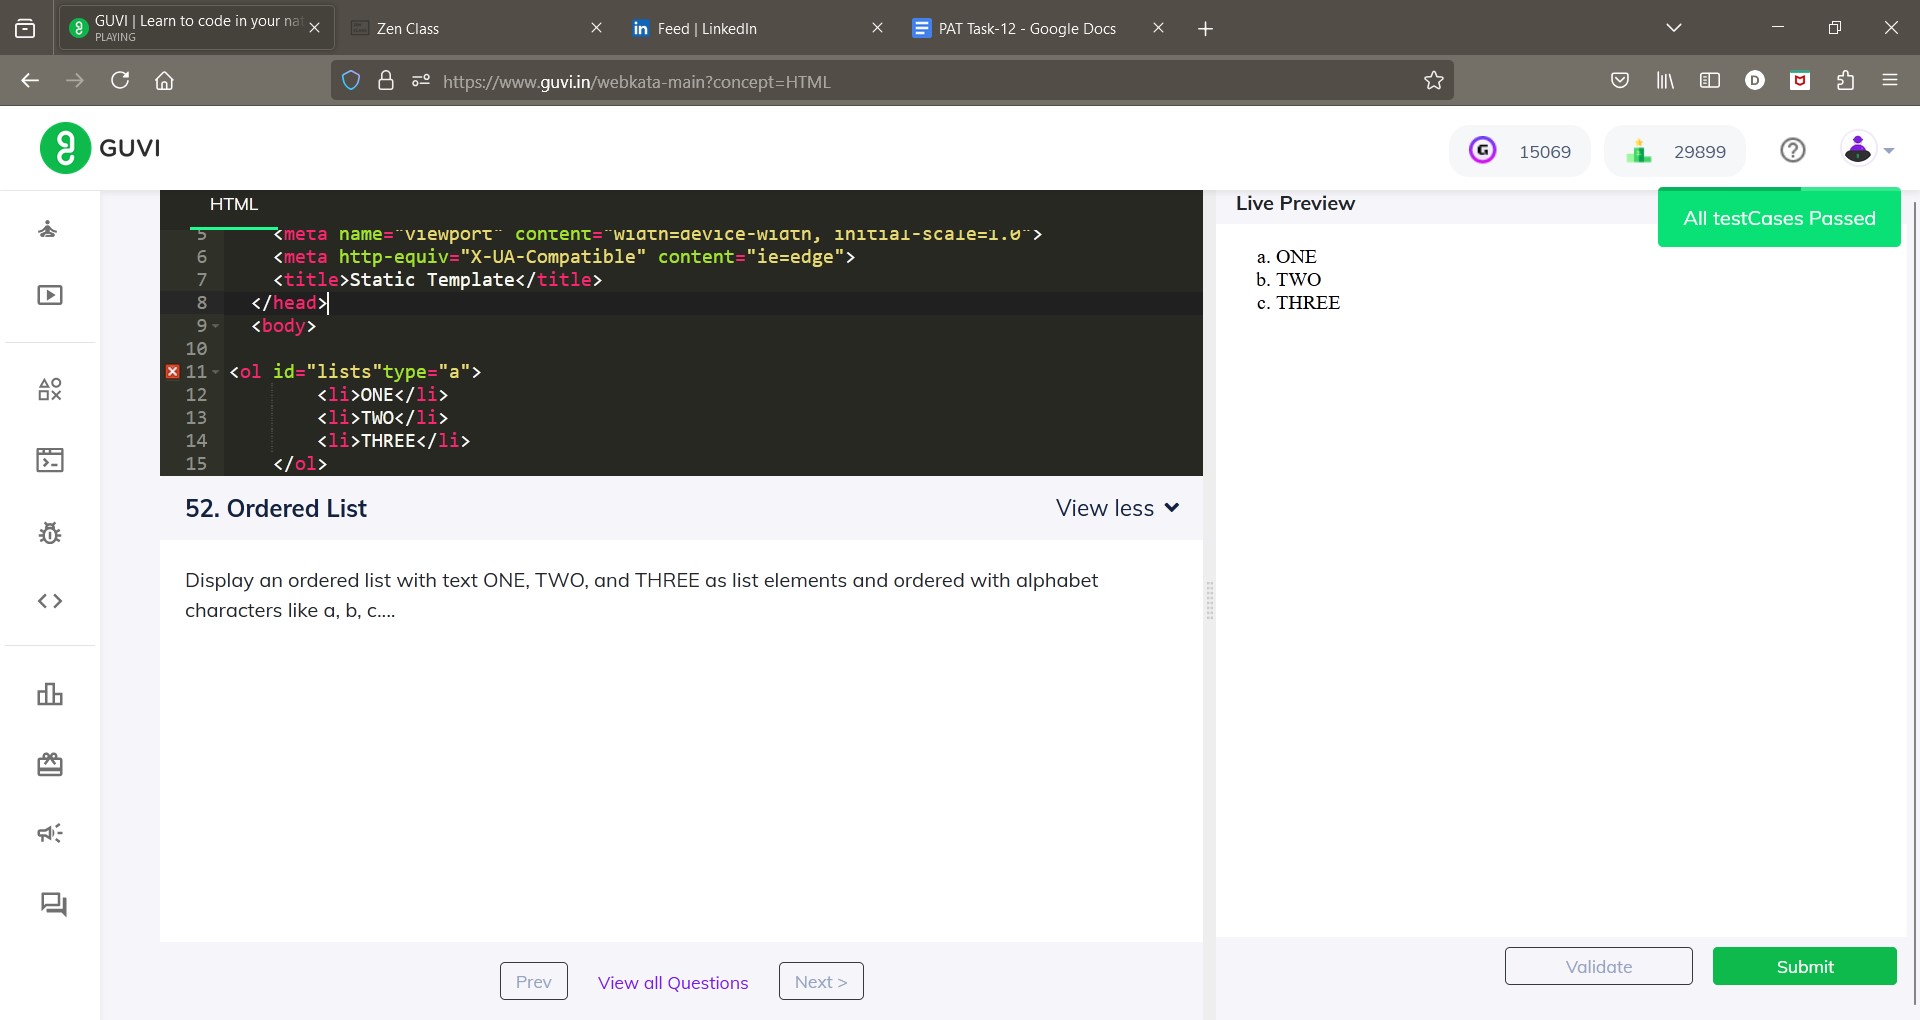 GUVI | Learn to code in your nat
PLAYING
Zen Class
in Feed | LinkedIn
PAT Task-12 - Google Docs
https://www.guvi.in/webkata-main?concept=HTML
D
GUVI
G 15069
29899
HTML
Live Preview
All testCases Passed
5 <meta name="viewport" content="width=device-width, initial-scale=1.0">
6 <meta http-equiv="X-UA-Compatible" content="ie=edge">
7 <title>Static Template</title>
8 </head>
9 <body>
10
11 <ol id="lists"type="a">
12 <li>ONE</li>
13 <li>TWO</li>
14 <li>THREE</li>
15 </ol>
a. ONE
b. TWO
c. THREE
52. Ordered List
View less
Display an ordered list with text ONE, TWO, and THREE as list elements and ordered with alphabet
characters like a, b, c....
Prev
View all Questions
Next >
Validate
Submit